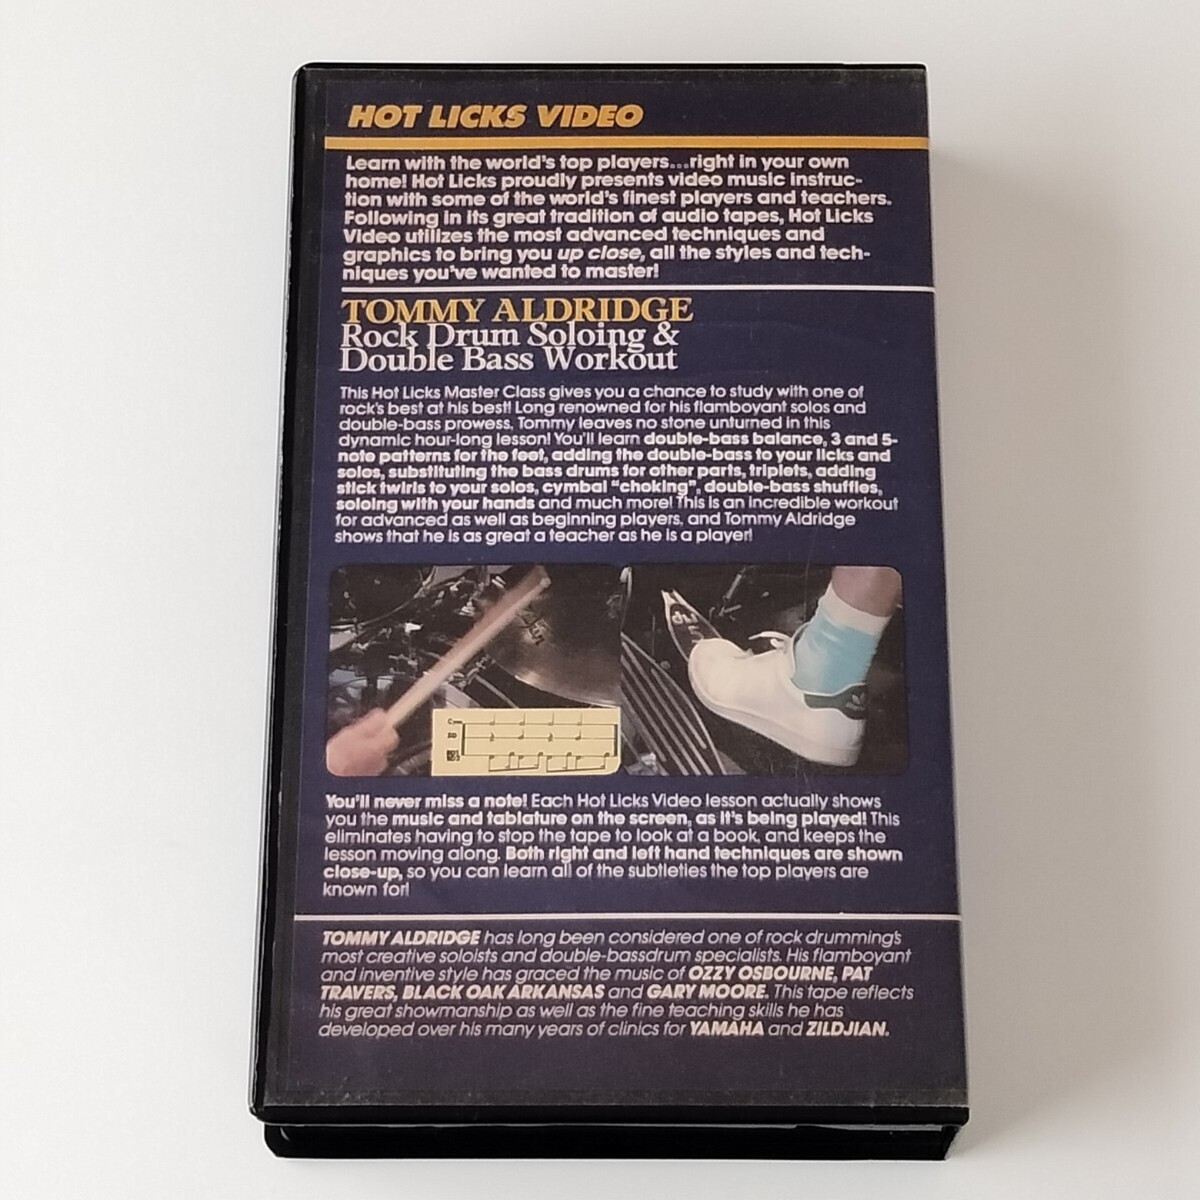 HOT LICKS VIDEO
Learn with the world's top players...right in your own
home! Hot Licks proudly presents video music instruc-
tion with some of the world's finest players and teachers.
Following in its great tradition of audio tapes, Hot Licks
Video utilizes the most advanced techniques and
graphics to bring you up close, all the styles and tech-
niques you've wanted to master!
TOMMY ALDRIDGE
Rock Drum Soloing &
Double Bass Workout
This Hot Licks Master Class gives you a chance to study with one of
rock's best at his best! Long renowned for his flamboyant solos and
double-bass prowess, Tommy leaves no stone unturned in this
dynamic hour-long lesson! You'll learn double-bass balance, 3 and 5-
note patterns for the feet, adding the double-bass to your licks and
solos, substituting the bass drums for other parts, triplets, adding
stick twirls to your solos, cymbal "choking", double-bass shuffles,
soloing with your hands and much more! This is an incredible workout
for advanced as well as beginning players, and Tommy Aldridge
shows that he is as great a teacher as he is a player!
You'll never miss a note! Each Hot Licks Video lesson actually shows
you the music and tablature on the screen, as it's being played! This
eliminates having to stop the tape to look at a book, and keeps the
lesson moving along. Both right and left hand techniques are shown
close-up, so you can learn all of the subtleties the top players are
known for!
TOMMY ALDRIDGE has long been considered one of rock drumming's
most creative soloists and double-bassdrum specialists. His flamboyant
and inventive style has graced the music of OZZY OSBOURNE, PAT
TRAVERS, BLACK OAK ARKANSAS and GARY MOORE. This tape reflects
his great showmanship as well as the fine teaching skills he has
developed over his many years of clinics for YAMAHA and ZILDJIAN.